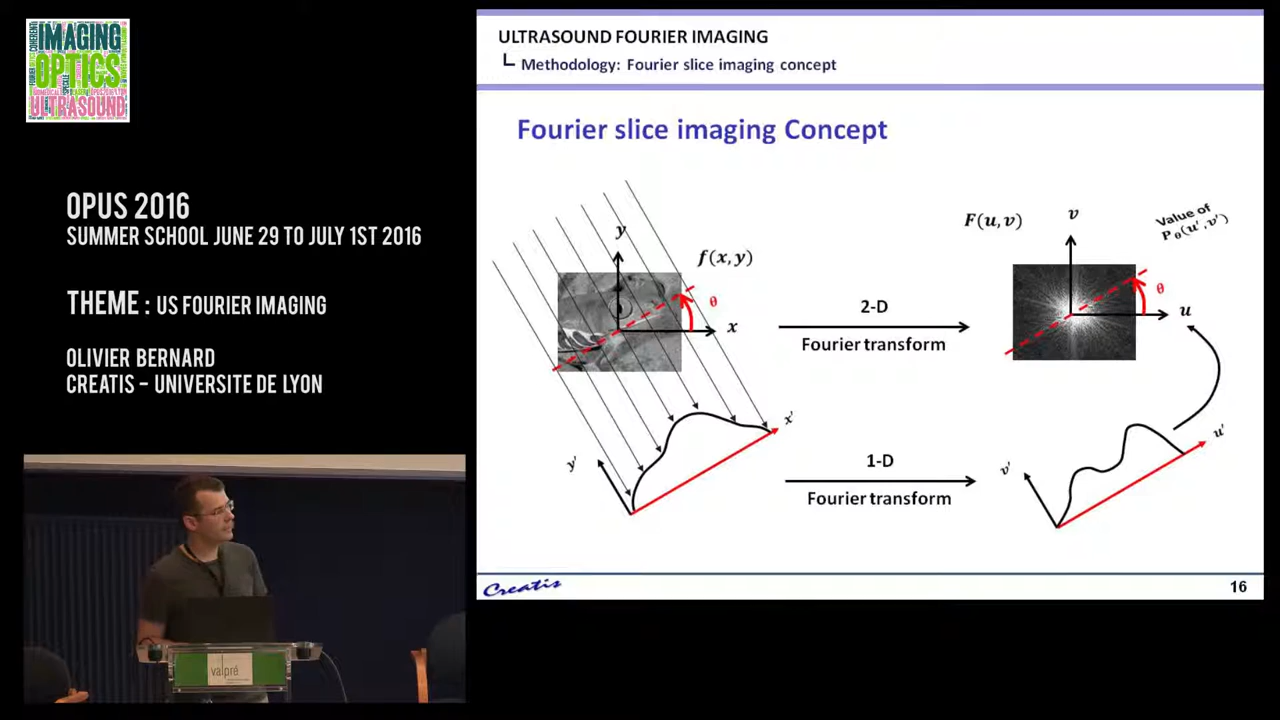 IMAGING
OPTICS
ULTRASOUND
OPUS 2016
SUMMER SCHOOL JUNE 29 TO JULY 1ST 2016
THEME : US FOURIER IMAGING
OLIVIER BERNARD
CREATIS - UNIVERSITE DE LYON
valpré
ULTRASOUND FOURIER IMAGING
Methodology: Fourier slice imaging concept
Fourier slice imaging Concept
y
f(x, y)
θ
x
2-D
Fourier transform
F(u, v)
v
Value of
P_θ(u′, v′)
θ
u
x′
y′
1-D
Fourier transform
u′
v′
Creatis
16